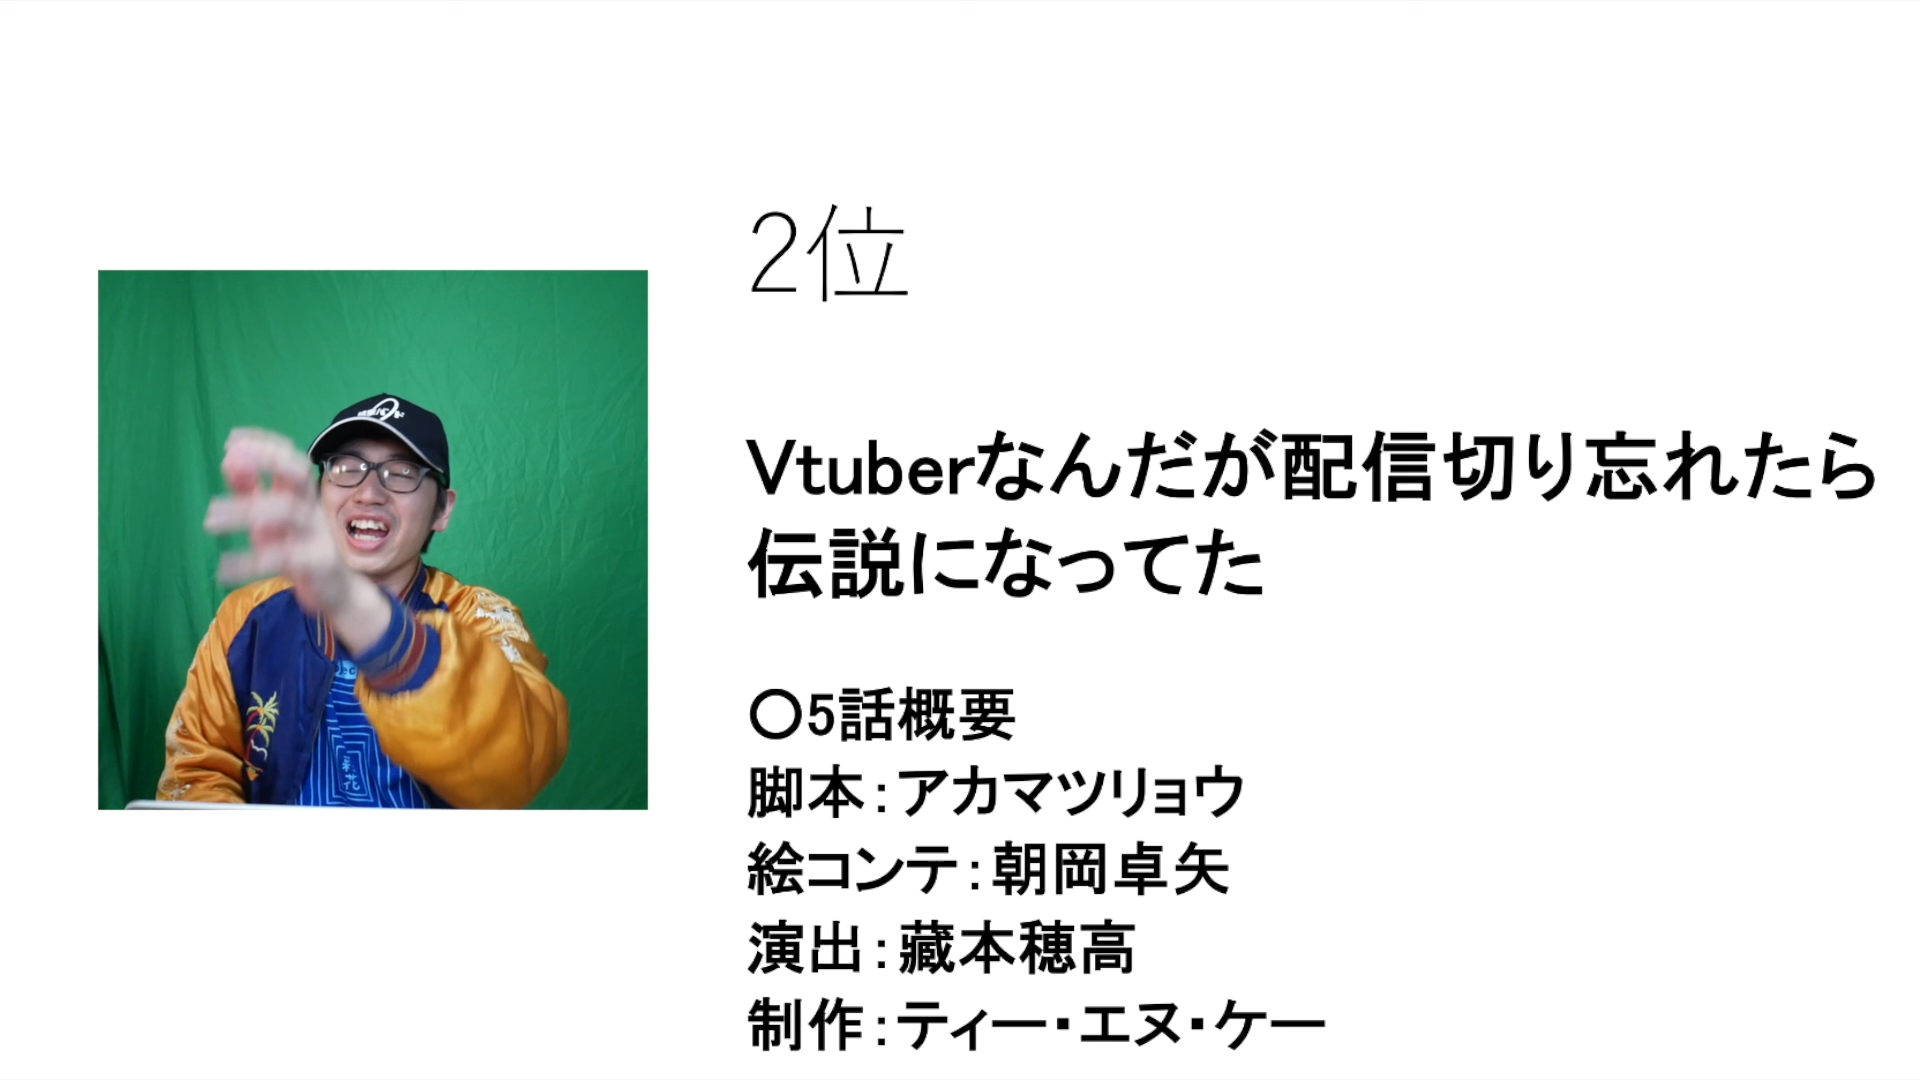 2位
Vtuberなんだが配信切り忘れたら
伝説になってた
〇5話概要
脚本：アカマツリョウ
絵コンテ：朝岡卓矢
演出：藏本穂高
制作：ティー・エヌ・ケー